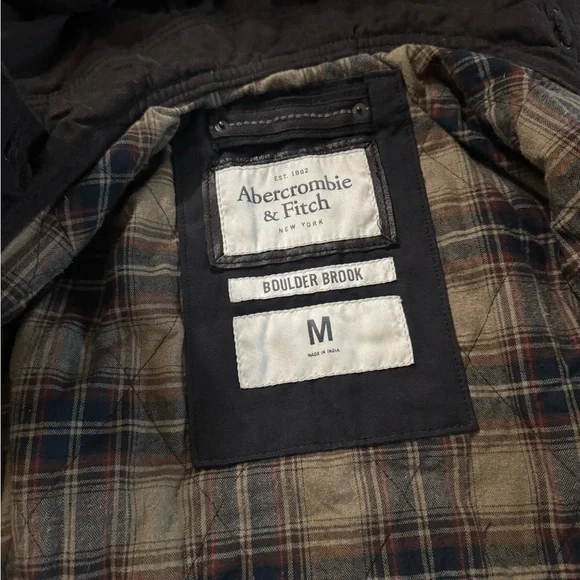 EST. 1892
Abercrombie
& Fitch
NEW YORK
BOULDER BROOK
M
MADE IN INDIA